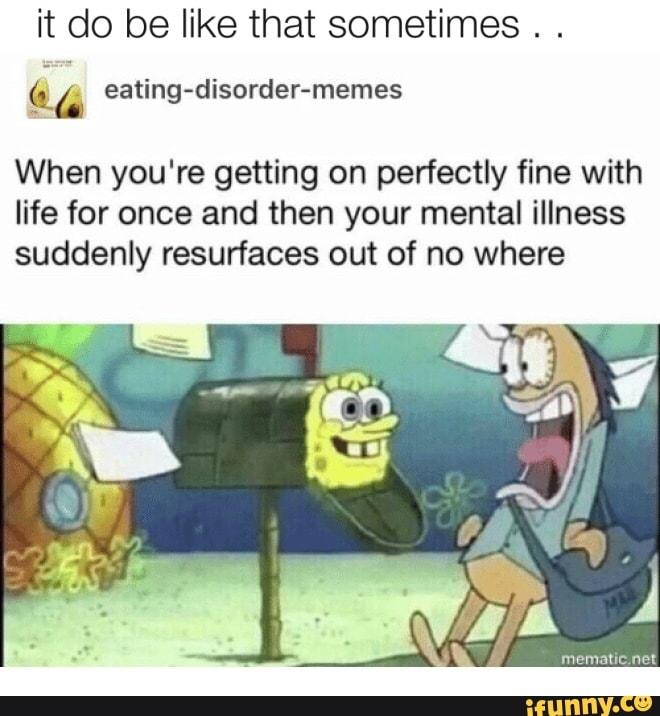 it do be like that sometimes . .
eating-disorder-memes
When you're getting on perfectly fine with
life for once and then your mental illness
suddenly resurfaces out of no where
MAIL
mematic.net
ifunny.co